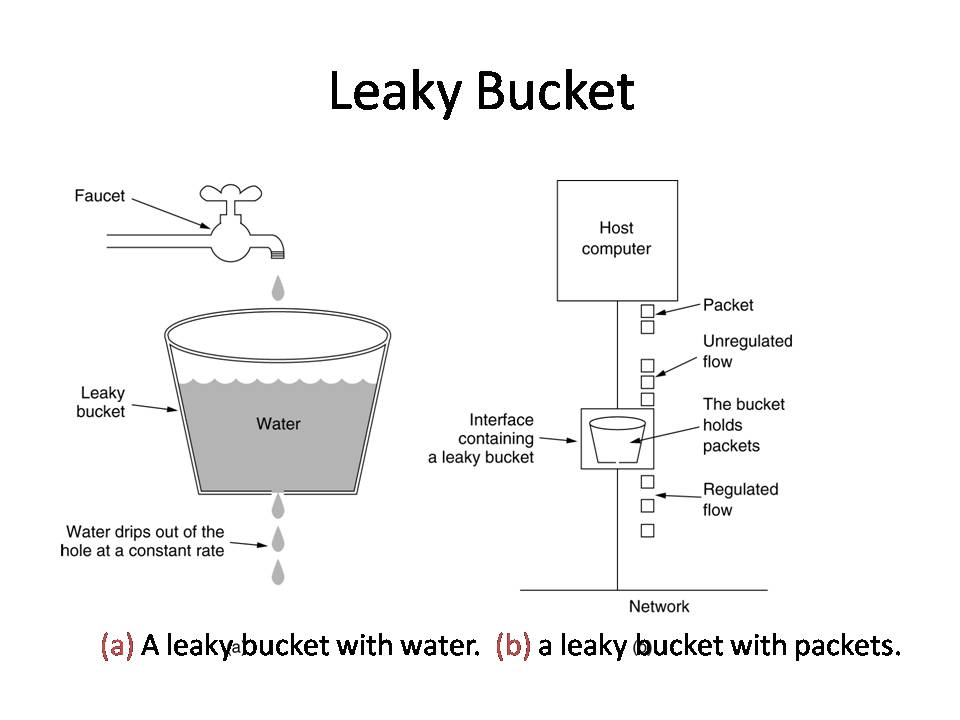 Leaky Bucket
Faucet
Leaky
bucket
Water
Water drips out of the
hole at a constant rate
(a)
Host
computer
Packet
Unregulated
flow
The bucket
holds
packets
Interface
containing
a leaky bucket
Regulated
flow
Network
(b)
(a) A leaky bucket with water. (b) a leaky bucket with packets.